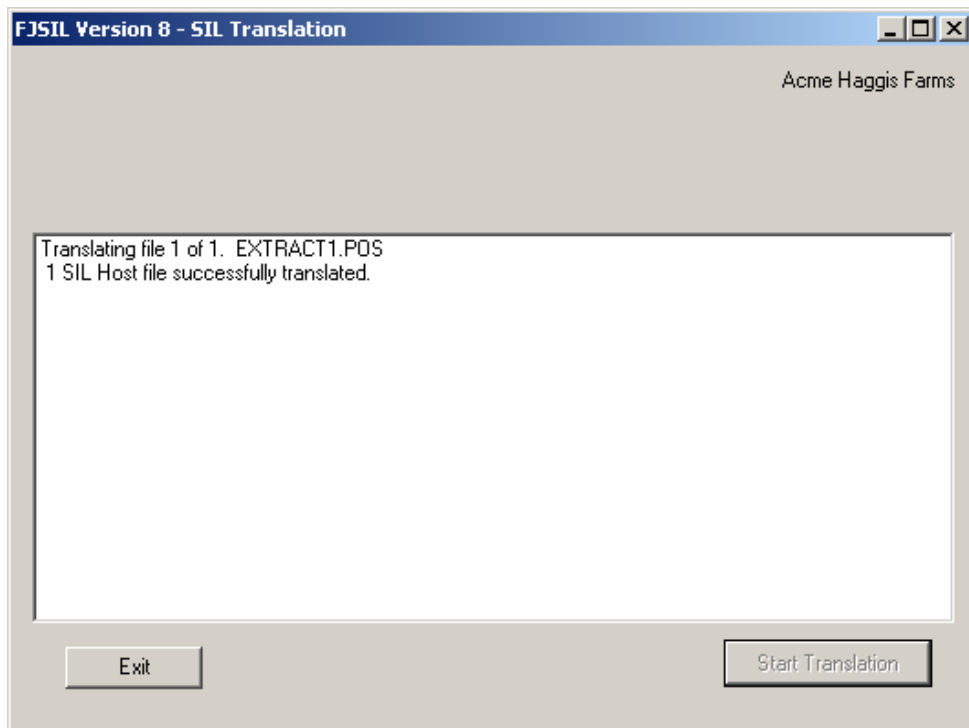 FJSIL Version 8 - SIL Translation
Acme Haggis Farms
Translating file 1 of 1.  EXTRACT1.POS
1 SIL Host file successfully translated.
Exit
Start Translation